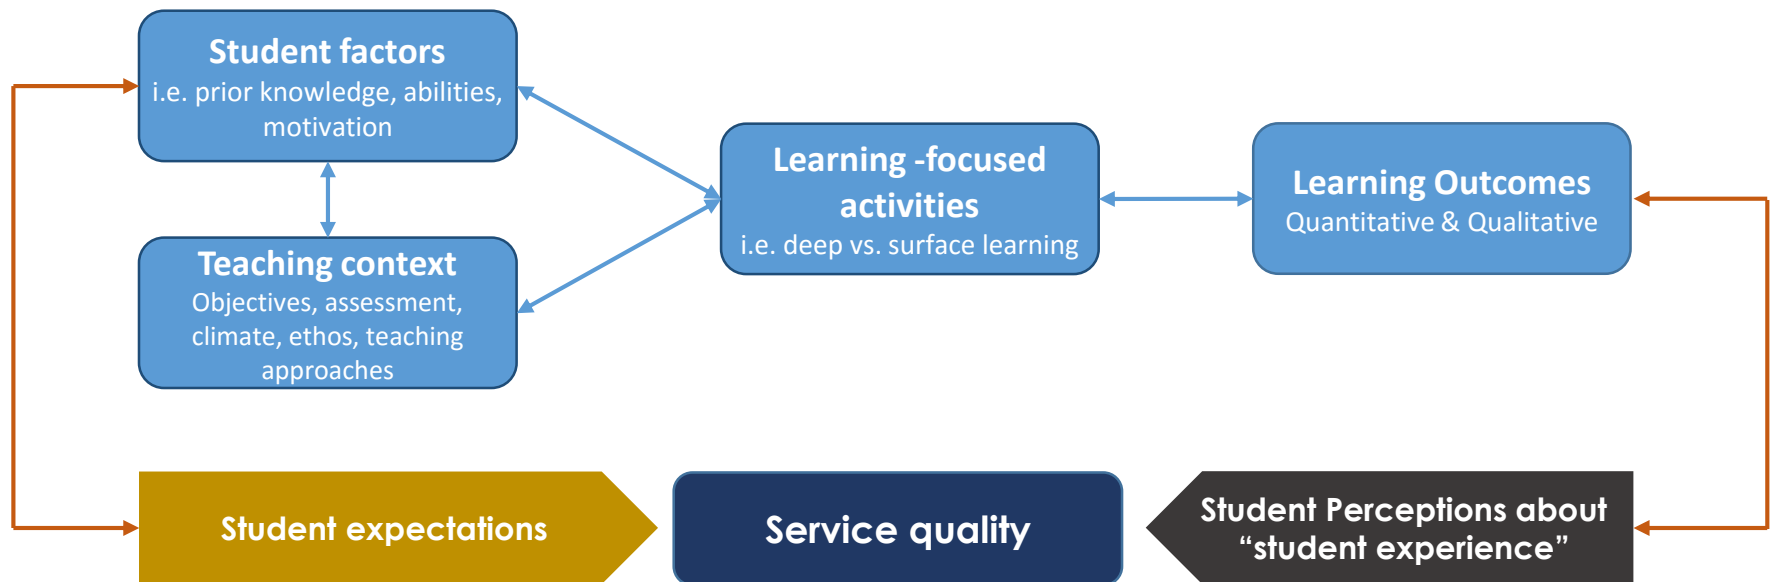 Student factors
i.e. prior knowledge, abilities,
motivation
Teaching context
Objectives, assessment,
climate, ethos, teaching
approaches
Learning -focused
activities
i.e. deep vs. surface learning
Learning Outcomes
Quantitative & Qualitative
Student expectations
Service quality
Student Perceptions about
“student experience”